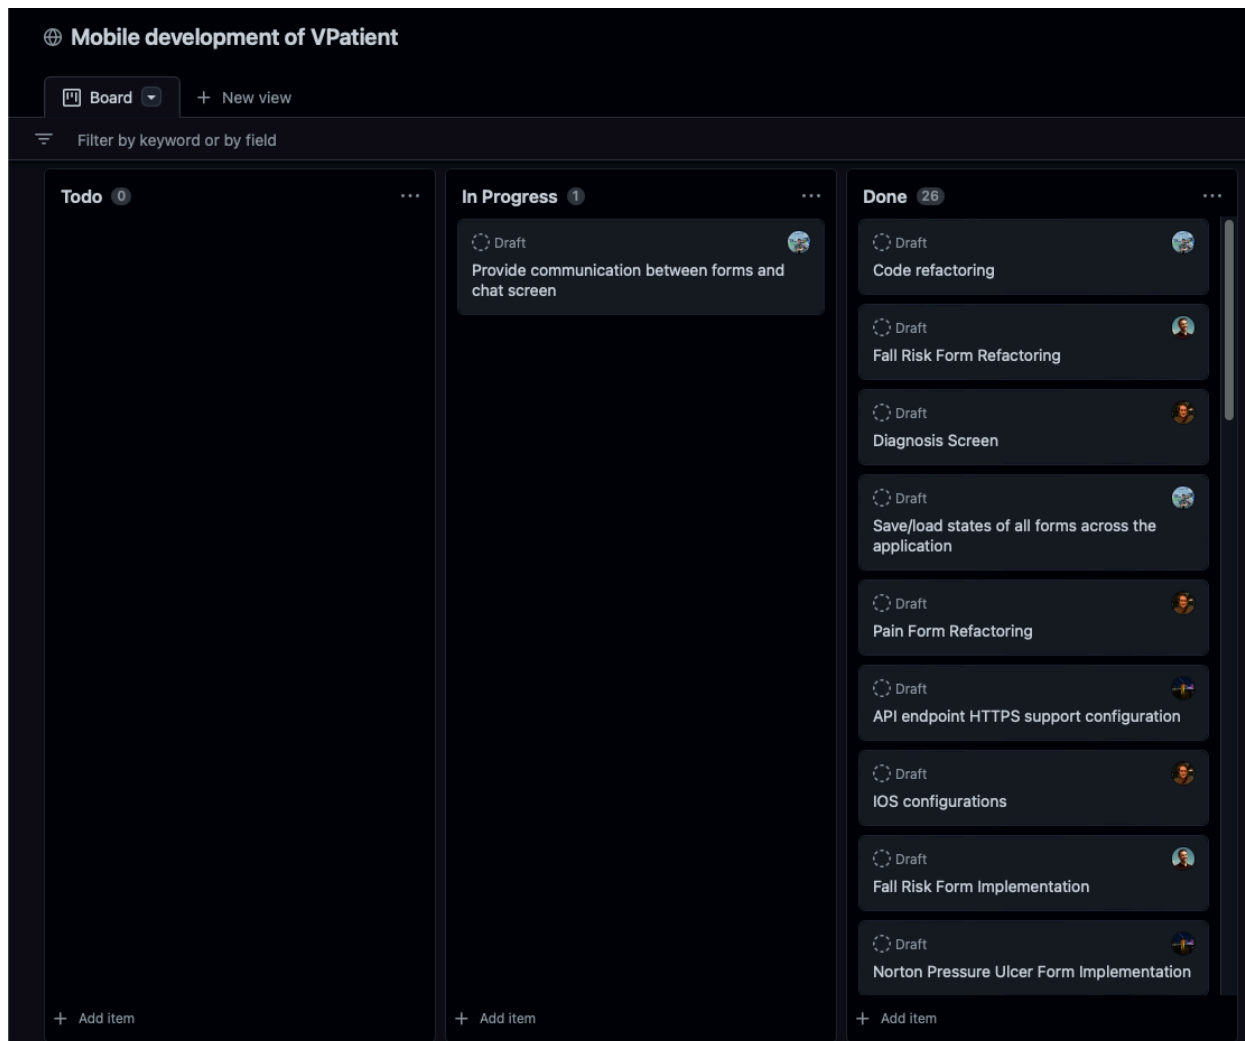 Mobile development of VPatient
Board
New view
Filter by keyword or by field
Todo 0
In Progress 1
Draft
Provide communication between forms and
chat screen
Done 26
Draft
Code refactoring
Draft
Fall Risk Form Refactoring
Draft
Diagnosis Screen
Draft
Save/load states of all forms across the
application
Draft
Pain Form Refactoring
Draft
API endpoint HTTPS support configuration
Draft
IOS configurations
Draft
Fall Risk Form Implementation
Draft
Norton Pressure Ulcer Form Implementation
+ Add item
+ Add item
+ Add item